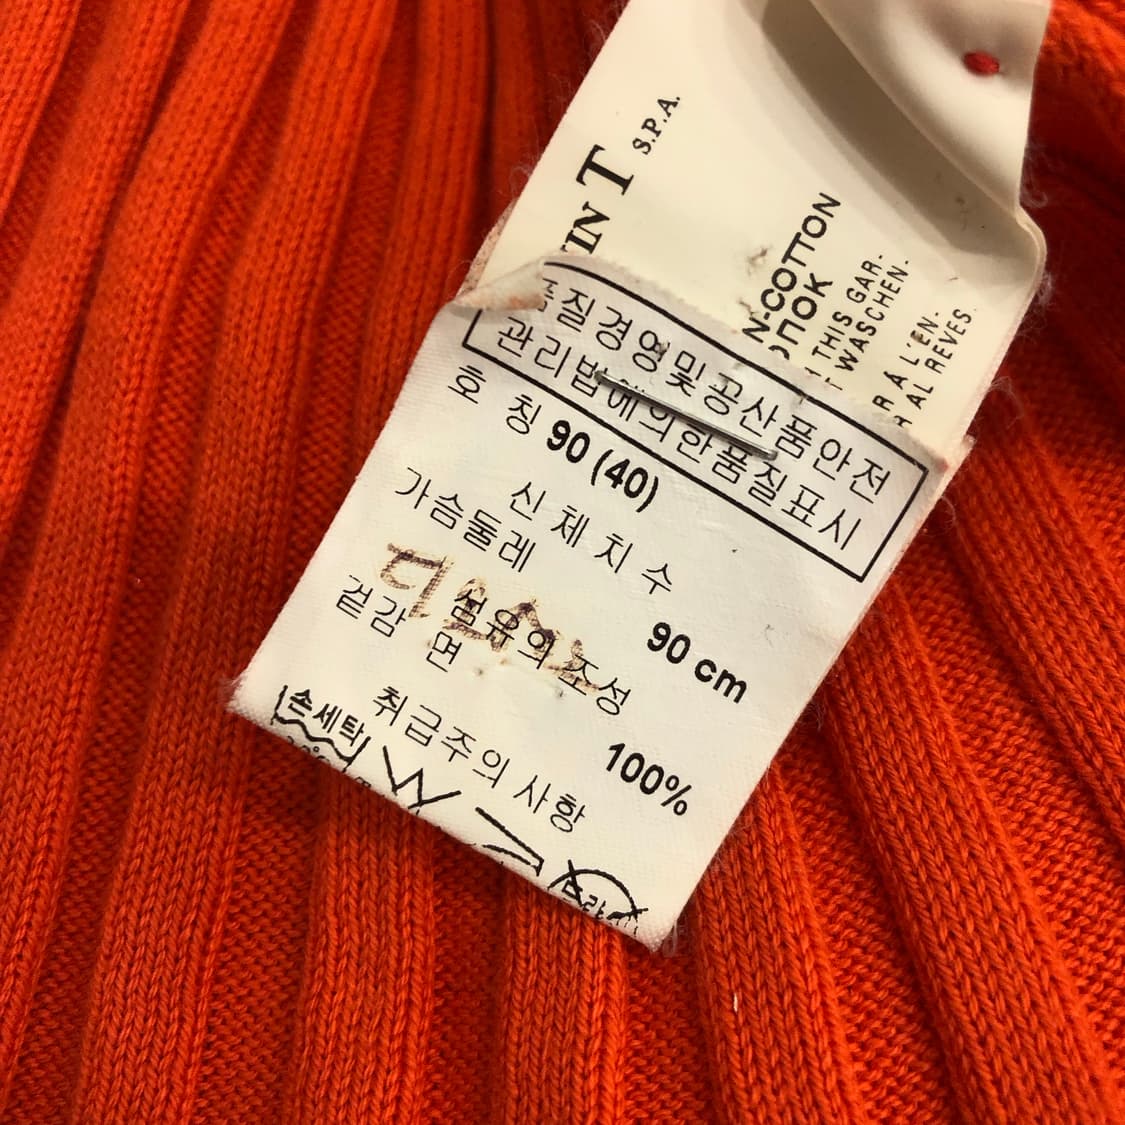 T S.P.A.
COTTON
THIS GAR.
WASCHEN.
R À L'EN.
AL REVÉS.
품질경영및공산품안전
관리법에의한품질표시
호 칭 90 (40)
신 체 치 수
가슴둘레 90 cm
섬유의 조성
겉감 면 100%
취급주의 사항
손세탁